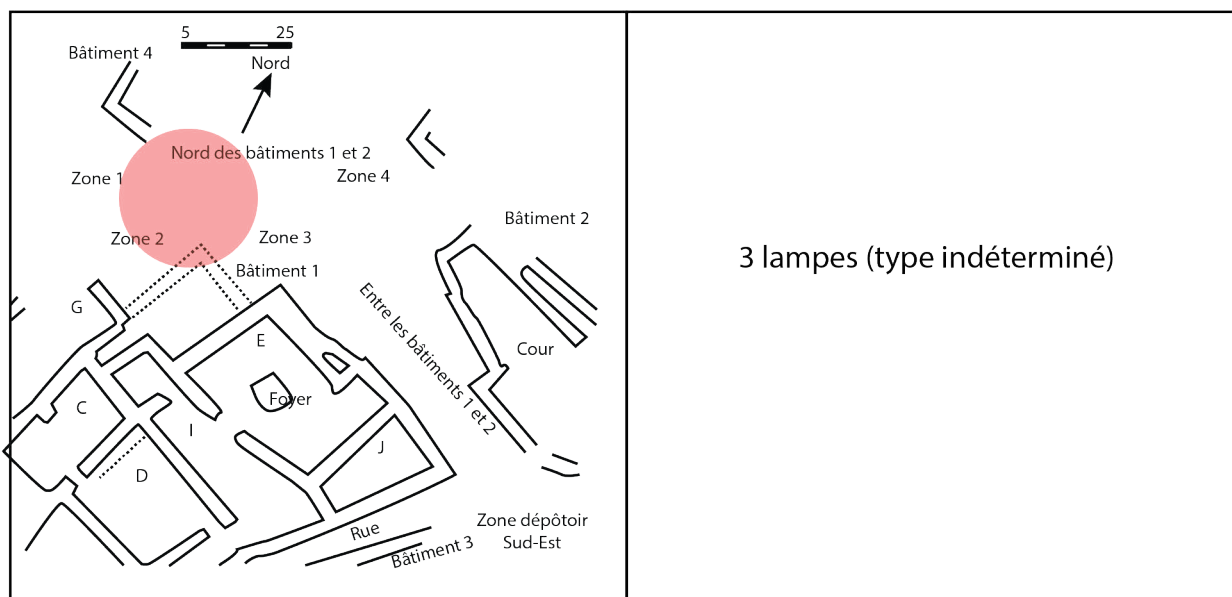 5 25
Bâtiment 4
Nord
Nord des bâtiments 1 et 2
Zone 1
Zone 4
Bâtiment 2
Zone 2
Zone 3
Bâtiment 1
G
Entre les bâtiments 1 et 2
E
Cour
Foyer
C
I
J
D
Rue
Zone dépôtoir
Sud-Est
Bâtiment 3
3 lampes (type indéterminé)